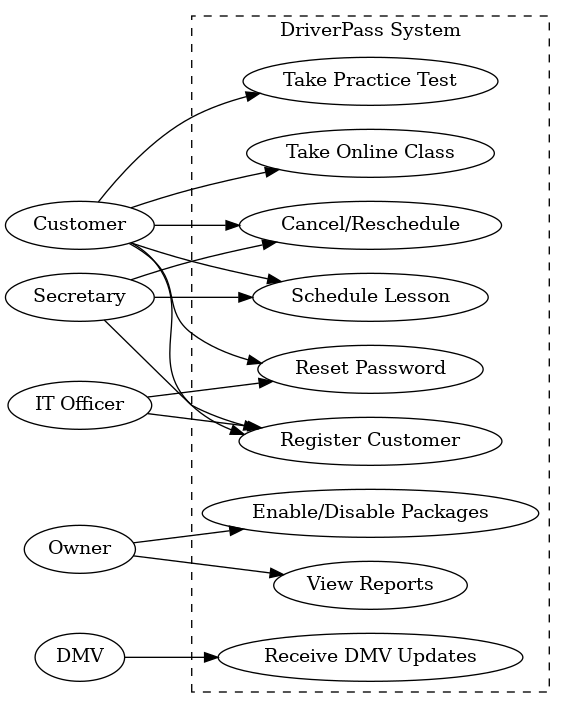 DriverPass System
Take Practice Test
Take Online Class
Customer
Cancel/Reschedule
Secretary
Schedule Lesson
Reset Password
IT Officer
Register Customer
Enable/Disable Packages
Owner
View Reports
DMV
Receive DMV Updates